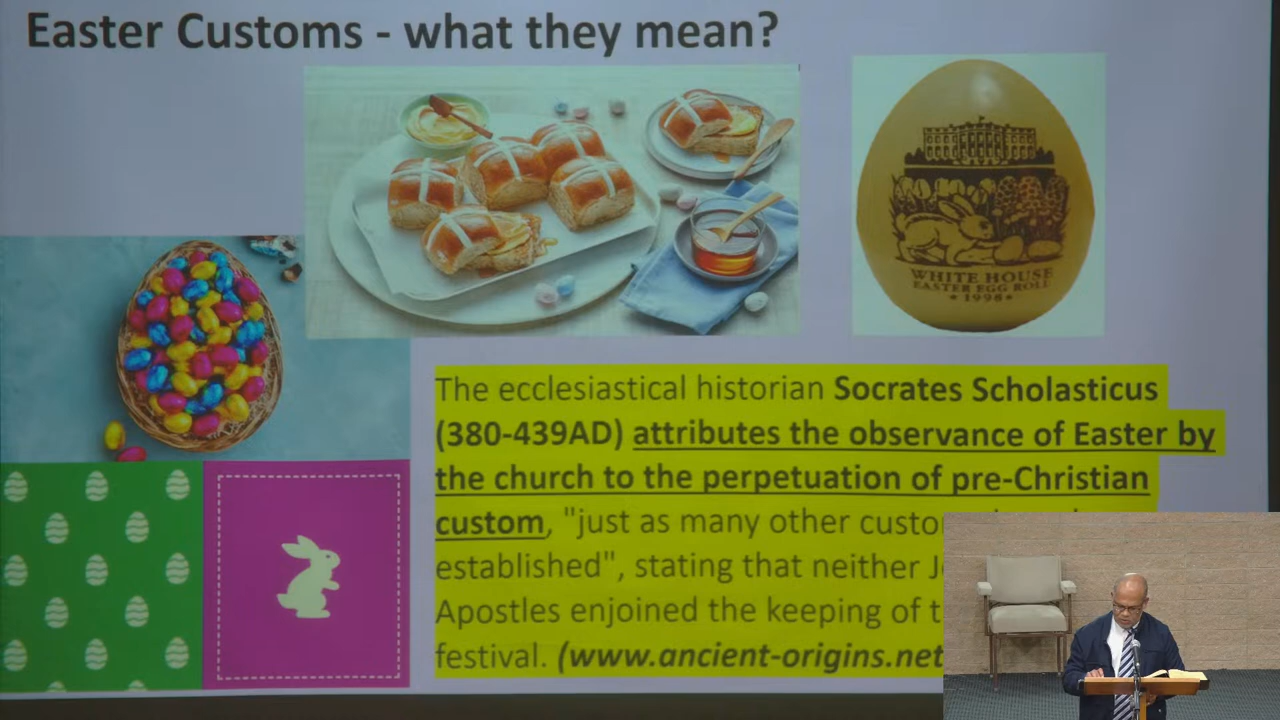 Easter Customs - what they mean?
WHITE HOUSE
EASTER EGG ROLL
1998
The ecclesiastical historian Socrates Scholasticus
(380-439AD) attributes the observance of Easter by
the church to the perpetuation of pre-Christian
custom, "just as many other
established", stating that neither
Apostles enjoined the keeping of
festival. (www.ancient-origins.net